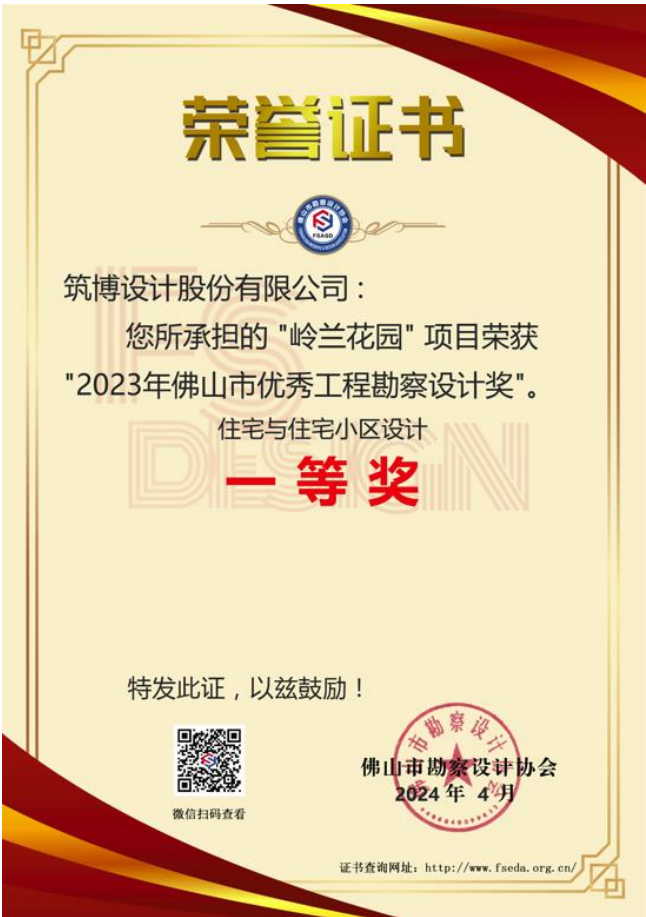 荣誉证书
FSAGD
FS
DESIGN
筑博设计股份有限公司：
您所承担的 "岭兰花园" 项目荣获
"2023年佛山市优秀工程勘察设计奖"。
住宅与住宅小区设计
一等奖
特发此证，以兹鼓励！
佛山市勘察设计协会
2024 年 4 月
微信扫码查看
证书查询网址：http://www.fseda.org.cn/